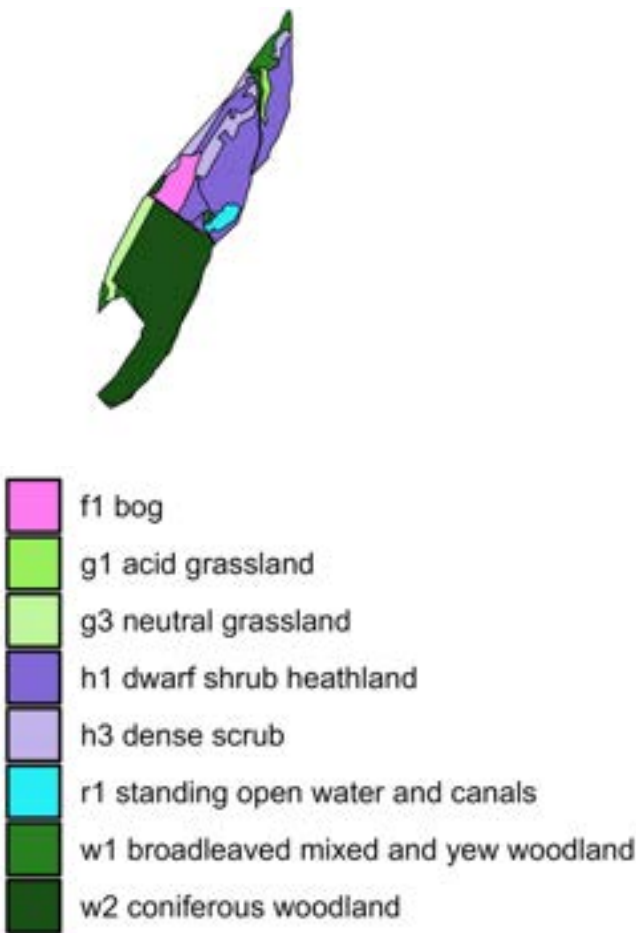 f1 bog
g1 acid grassland
g3 neutral grassland
h1 dwarf shrub heathland
h3 dense scrub
r1 standing open water and canals
w1 broadleaved mixed and yew woodland
w2 coniferous woodland